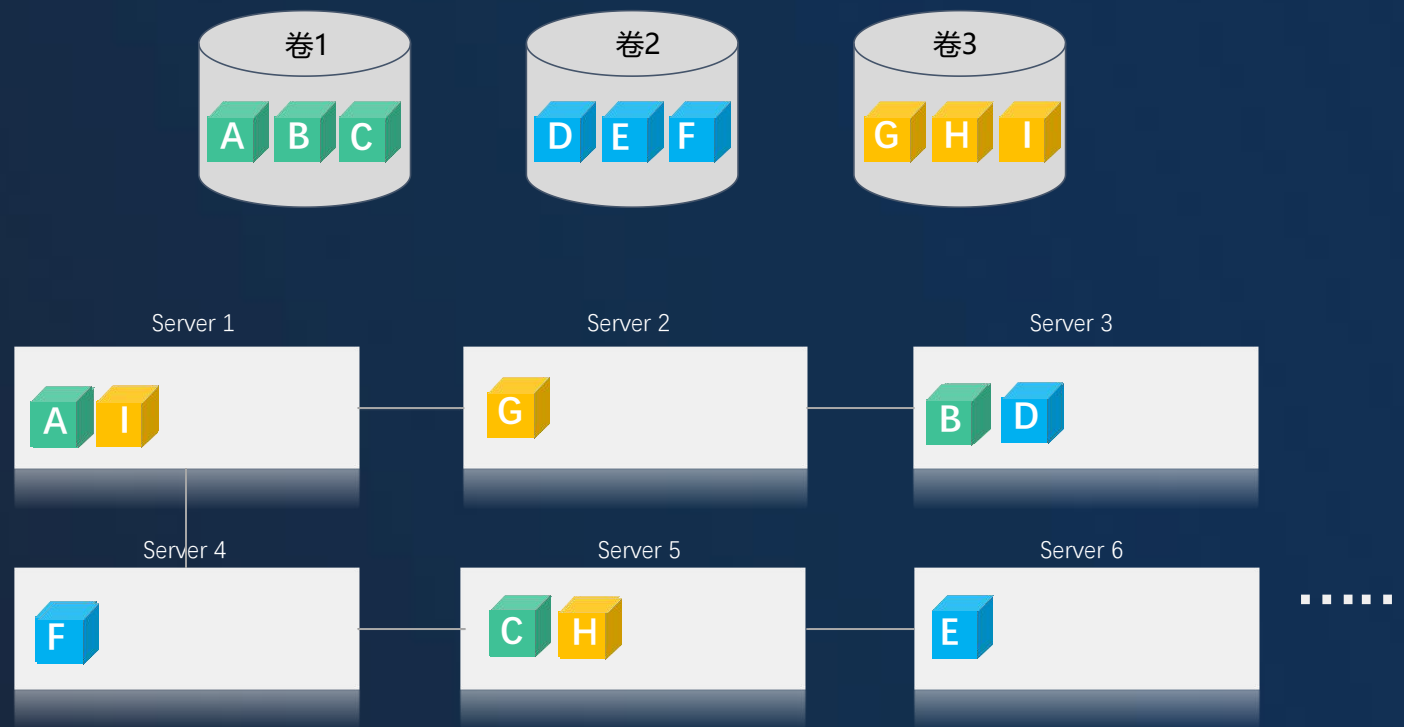 卷1
卷2
卷3
A B C
D E F
G H I
Server 1
Server 2
Server 3
A I
G
B D
Server 4
Server 5
Server 6
F
C H
E